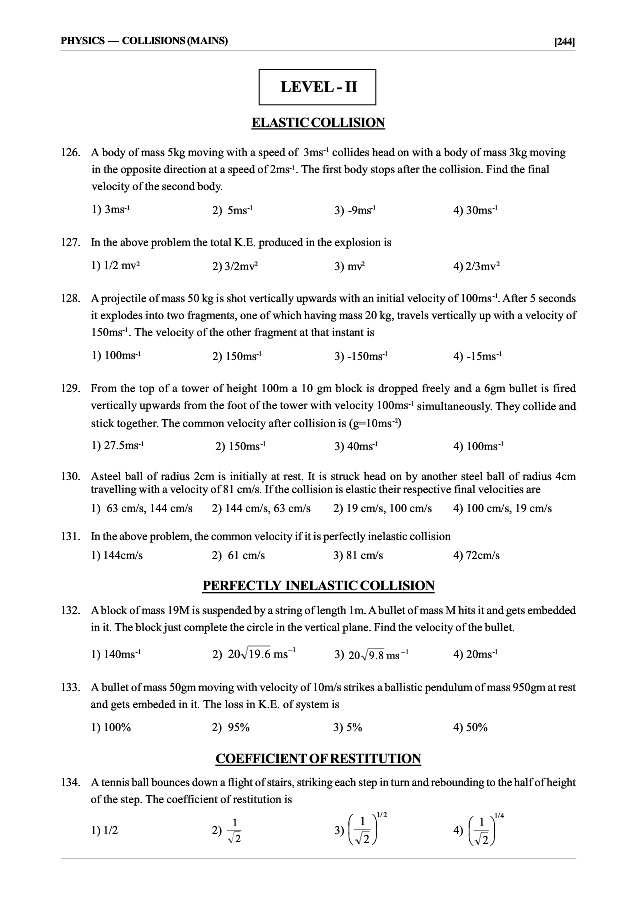 PHYSICS — COLLISIONS (MAINS) [244]
LEVEL - II
ELASTIC COLLISION
126. A body of mass 5kg moving with a speed of 3ms⁻¹ collides head on with a body of mass 3kg moving
in the opposite direction at a speed of 2ms⁻¹. The first body stops after the collision. Find the final
velocity of the second body.
1) 3ms⁻¹ 2) 5ms⁻¹ 3) -9ms⁻¹ 4) 30ms⁻¹
127. In the above problem the total K.E. produced in the explosion is
1) 1/2 mv² 2) 3/2mv² 3) mv² 4) 2/3mv²
128. A projectile of mass 50 kg is shot vertically upwards with an initial velocity of 100ms⁻¹. After 5 seconds
it explodes into two fragments, one of which having mass 20 kg, travels vertically up with a velocity of
150ms⁻¹. The velocity of the other fragment at that instant is
1) 100ms⁻¹ 2) 150ms⁻¹ 3) -150ms⁻¹ 4) -15ms⁻¹
129. From the top of a tower of height 100m a 10 gm block is dropped freely and a 6gm bullet is fired
vertically upwards from the foot of the tower with velocity 100ms⁻¹ simultaneously. They collide and
stick together. The common velocity after collision is (g=10ms⁻²)
1) 27.5ms⁻¹ 2) 150ms⁻¹ 3) 40ms⁻¹ 4) 100ms⁻¹
130. Asteel ball of radius 2cm is initially at rest. It is struck head on by another steel ball of radius 4cm
travelling with a velocity of 81 cm/s. If the collision is elastic their respective final velocities are
1) 63 cm/s, 144 cm/s 2) 144 cm/s, 63 cm/s 2) 19 cm/s, 100 cm/s 4) 100 cm/s, 19 cm/s
131. In the above problem, the common velocity if it is perfectly inelastic collision
1) 144cm/s 2) 61 cm/s 3) 81 cm/s 4) 72cm/s
PERFECTLY INELASTIC COLLISION
132. A block of mass 19M is suspended by a string of length 1m. A bullet of mass M hits it and gets embedded
in it. The block just complete the circle in the vertical plane. Find the velocity of the bullet.
1) 140ms⁻¹ 2) 20√19.6 ms⁻¹ 3) 20√9.8 ms⁻¹ 4) 20ms⁻¹
133. A bullet of mass 50gm moving with velocity of 10m/s strikes a ballistic pendulum of mass 950gm at rest
and gets embeded in it. The loss in K.E. of system is
1) 100% 2) 95% 3) 5% 4) 50%
COEFFICIENT OF RESTITUTION
134. A tennis ball bounces down a flight of stairs, striking each step in turn and rebounding to the half of height
of the step. The coefficient of restitution is
1) 1/2 2) 1/√2 3) (1/√2)^1/2 4) (1/√2)^1/4